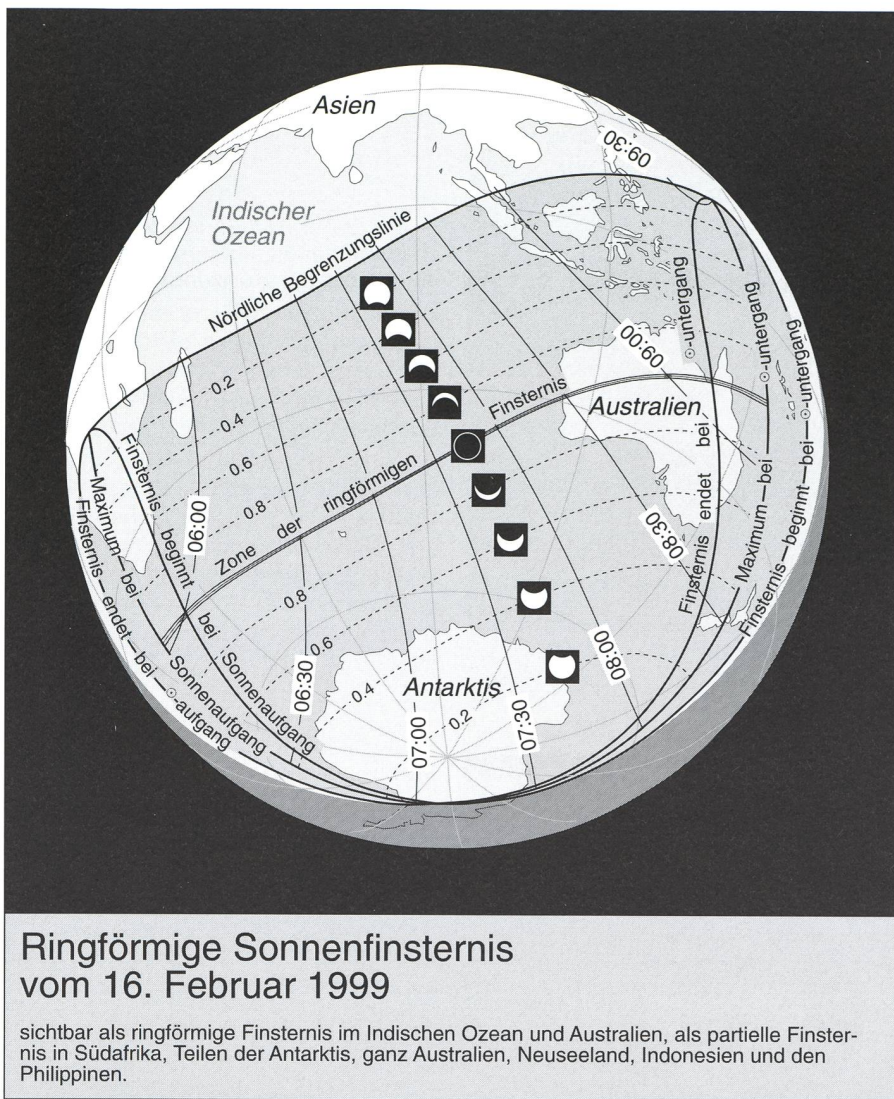 Asien
09:30
Indischer
Ozean
Nördliche Begrenzungslinie
☉-untergang
☉-untergang
☉-untergang
09:00
0.2
0.4
0.6
0.8
Finsternis
Australien
Zone der ringförmigen
Finsternis beginnt bei Sonnenaufgang
Maximum bei Sonnenaufgang
Finsternis endet bei ☉-aufgang
06:00
Finsternis endet bei
Maximum bei
Finsternis beginnt bei
08:30
0.8
0.6
0.4
0.2
08:00
06:30
Antarktis
07:00
07:30
Ringförmige Sonnenfinsternis
vom 16. Februar 1999
sichtbar als ringförmige Finsternis im Indischen Ozean und Australien, als partielle Finster-
nis in Südafrika, Teilen der Antarktis, ganz Australien, Neuseeland, Indonesien und den
Philippinen.